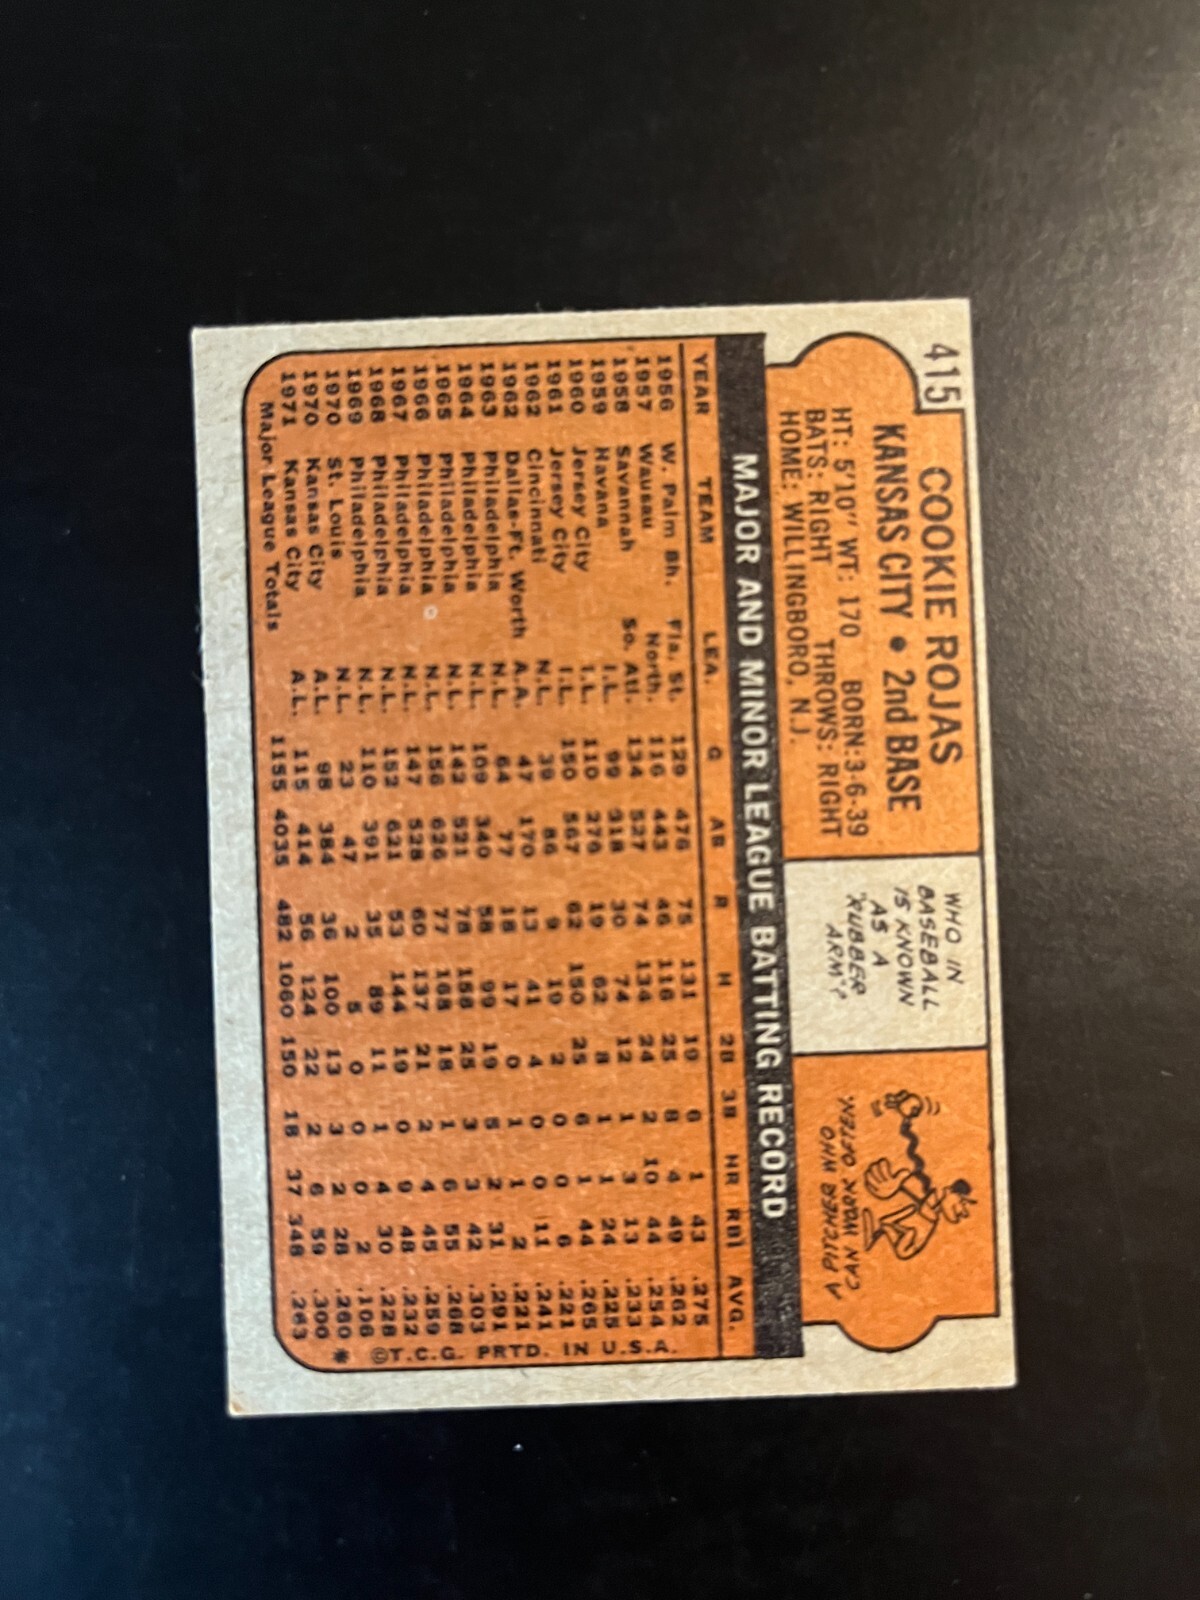 415
COOKIE ROJAS
KANSAS CITY • 2nd BASE
HT: 5'10" WT: 170 BORN: 3-6-39
BATS: RIGHT THROWS: RIGHT
HOME: WILLINGBORO, N.J.
WHO IN
BASEBALL
IS KNOWN
AS A
"RUBBER
ARM"?
A PITCHER WHO
CAN WORK OFTEN.
MAJOR AND MINOR LEAGUE BATTING RECORD
YEAR TEAM LEA. G AB R H 2B 3B HR RBI AVG.
1956 W. Palm Bh. Fla. St. 129 476 75 131 19 6 1 43 .275
1957 Wausau North. 116 443 46 116 25 8 4 49 .262
1958 Savannah So. Atl. 134 527 74 134 24 2 10 44 .254
1959 Havana I.L. 99 318 30 74 12 1 3 13 .233
1960 Jersey City I.L. 110 276 19 62 8 1 1 24 .225
1961 Jersey City I.L. 150 567 62 150 25 6 1 44 .265
1962 Cincinnati N.L. 39 86 9 19 2 0 0 6 .221
1962 Dallas-Ft. Worth A.A. 47 170 13 41 4 0 0 11 .241
1963 Philadelphia N.L. 64 77 18 17 0 1 1 2 .221
1964 Philadelphia N.L. 109 340 58 99 19 5 2 31 .291
1965 Philadelphia N.L. 142 521 78 158 25 3 3 42 .303
1966 Philadelphia N.L. 156 626 77 168 18 1 6 55 .268
1967 Philadelphia N.L. 147 528 60 137 21 2 4 45 .259
1968 Philadelphia N.L. 152 621 53 144 19 0 9 48 .232
1969 Philadelphia N.L. 110 391 35 89 11 1 4 30 .228
1970 St. Louis N.L. 23 47 2 5 0 0 0 2 .106
1970 Kansas City A.L. 98 384 36 100 13 3 2 28 .260
1971 Kansas City A.L. 115 414 56 124 22 2 6 59 .300
Major League Totals 1155 4035 482 1060 150 18 37 348 .263
* ©T.C.G. PRTD. IN U.S.A.